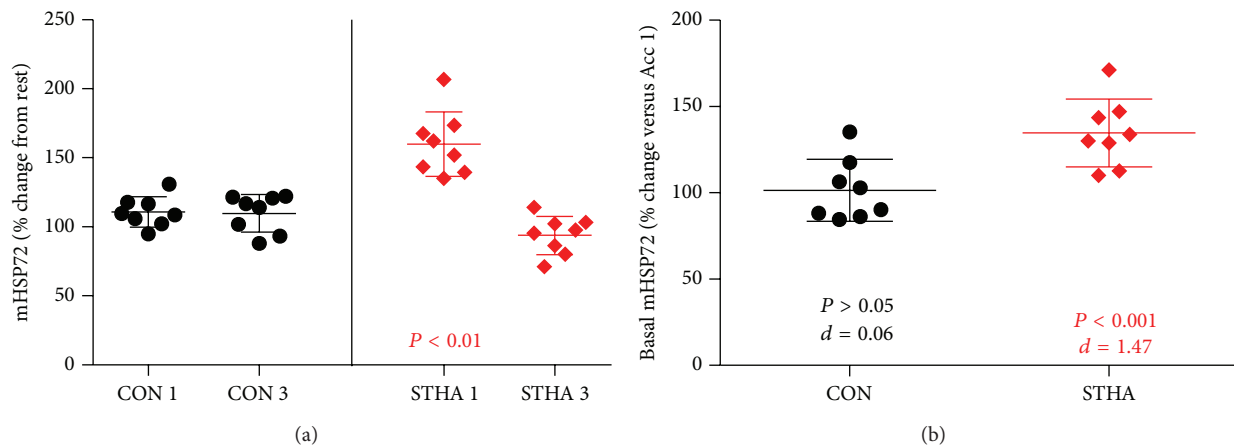 mHSP72 (% change from rest)
250
200
150
100
50
0
P < 0.01
CON 1
CON 3
STHA 1
STHA 3
(a)
Basal mHSP72 (% change versus Acc 1)
200
150
100
50
0
P > 0.05
d = 0.06
P < 0.001
d = 1.47
CON
STHA
(b)